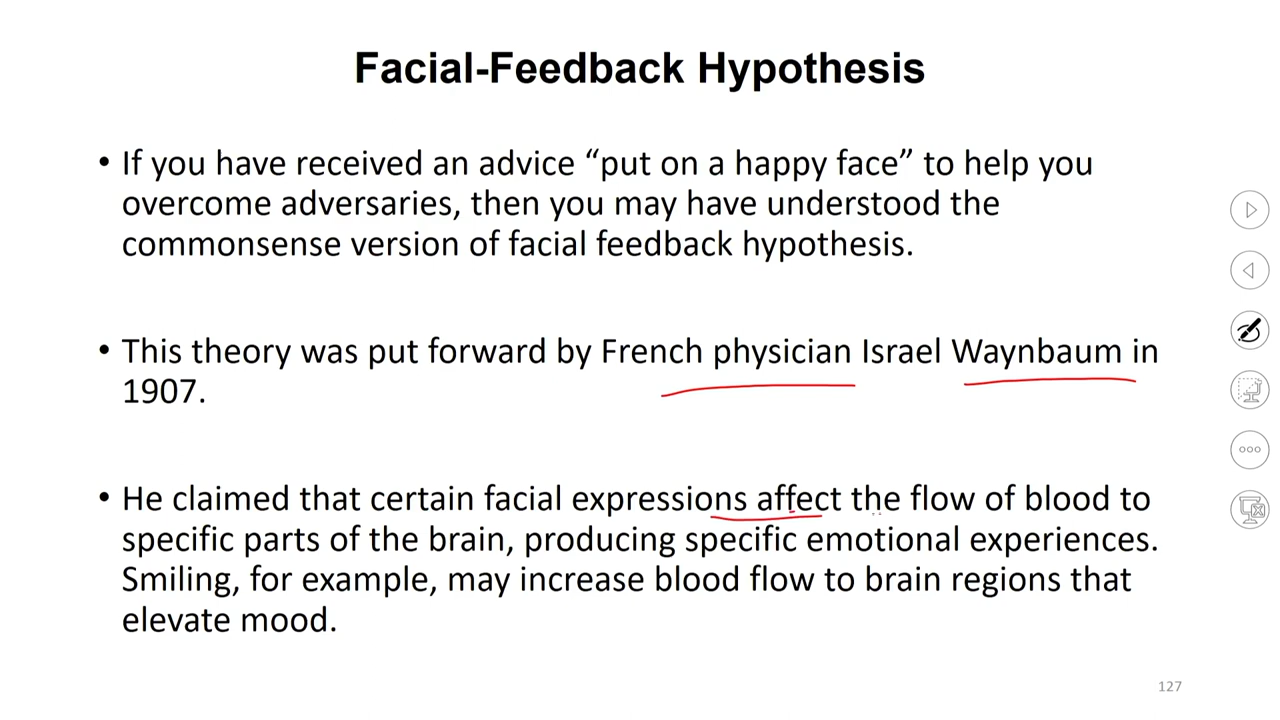 Facial-Feedback Hypothesis
• If you have received an advice “put on a happy face” to help you
overcome adversaries, then you may have understood the
commonsense version of facial feedback hypothesis.
• This theory was put forward by French physician Israel Waynbaum in
1907.
• He claimed that certain facial expressions affect the flow of blood to
specific parts of the brain, producing specific emotional experiences.
Smiling, for example, may increase blood flow to brain regions that
elevate mood.
127